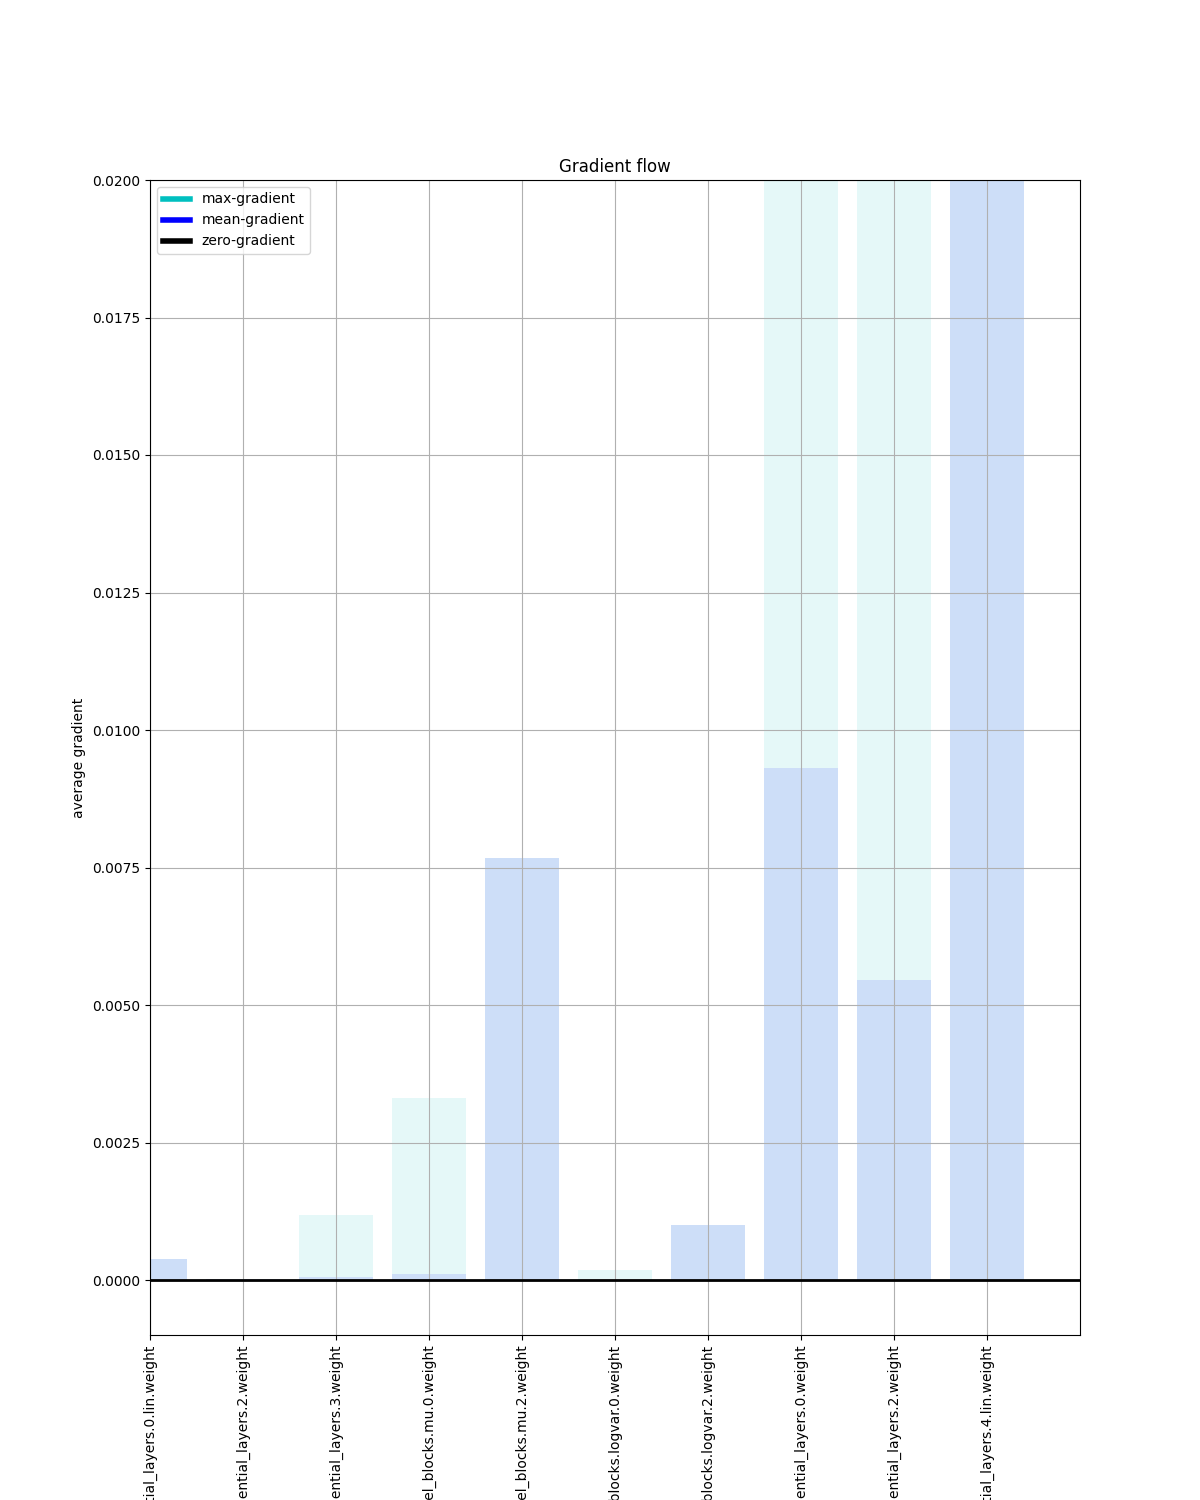 Gradient flow
max-gradient
mean-gradient
zero-gradient
0.0200
0.0175
0.0150
0.0125
0.0100
0.0075
0.0050
0.0025
0.0000
average gradient
tial_layers.0.lin.weight
ential_layers.2.weight
ential_layers.3.weight
el_blocks.mu.0.weight
el_blocks.mu.2.weight
blocks.logvar.0.weight
blocks.logvar.2.weight
ential_layers.0.weight
ential_layers.2.weight
tial_layers.4.lin.weight